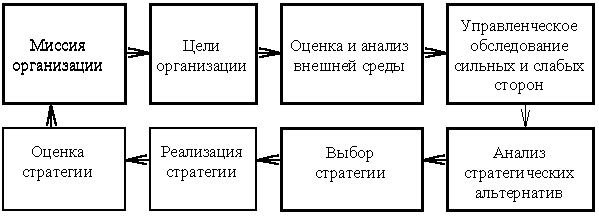 Миссия
организации
Цели
организации
Оценка и анализ
внешней среды
Управленческое
обследование
сильных и слабых
сторон
Оценка
стратегии
Реализация
стратегии
Выбор
стратегии
Анализ
стратегических
альтернатив